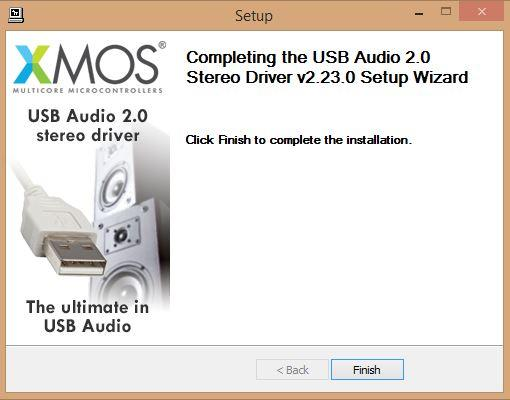 Setup
XMOS®
MULTICORE MICROCONTROLLERS
USB Audio 2.0
stereo driver
The ultimate in
USB Audio
Completing the USB Audio 2.0
Stereo Driver v2.23.0 Setup Wizard
Click Finish to complete the installation.
< Back
Finish